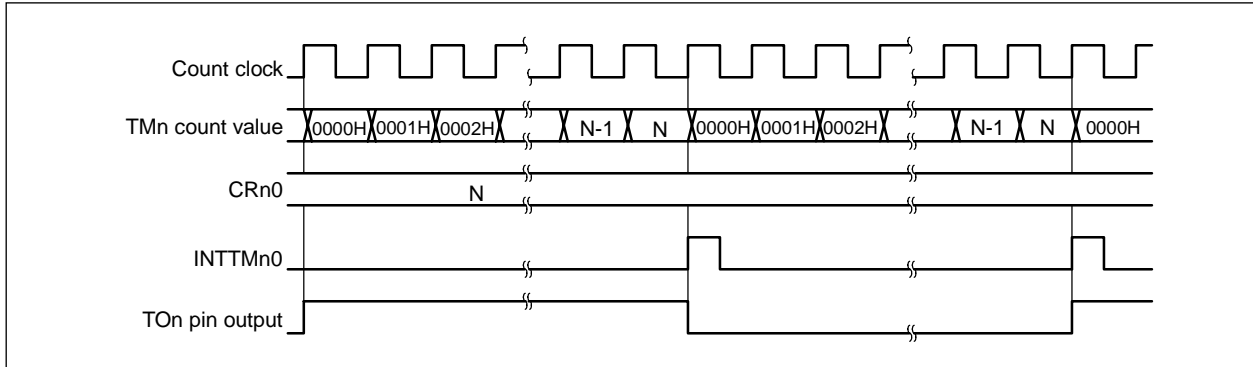 Count clock
TMn count value 0000H 0001H 0002H N-1 N 0000H 0001H 0002H N-1 N 0000H
CRn0 N
INTTMn0
TOn pin output